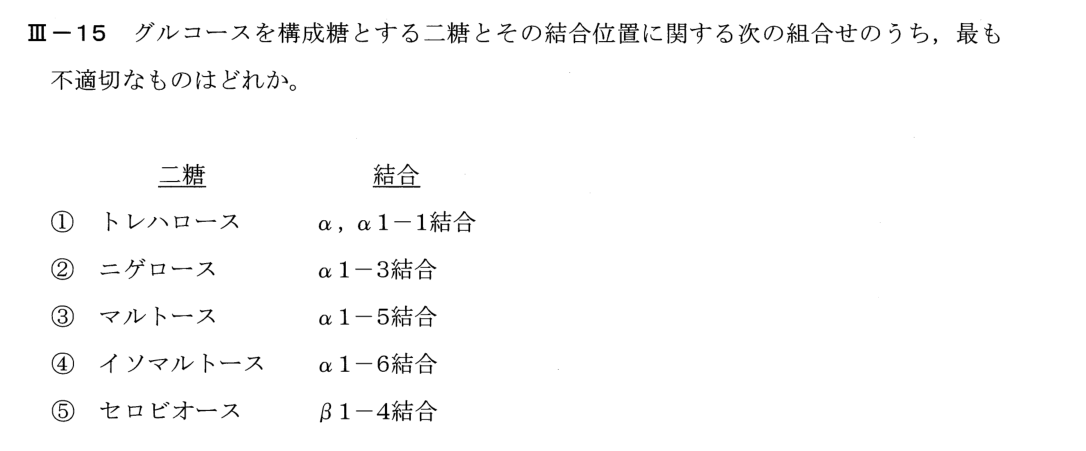 Ⅲ－15 グルコースを構成糖とする二糖とその結合位置に関する次の組合せのうち，最も
不適切なものはどれか。
二糖 結合
① トレハロース α，α1－1結合
② ニゲロース α1－3結合
③ マルトース α1－5結合
④ イソマルトース α1－6結合
⑤ セロビオース β1－4結合